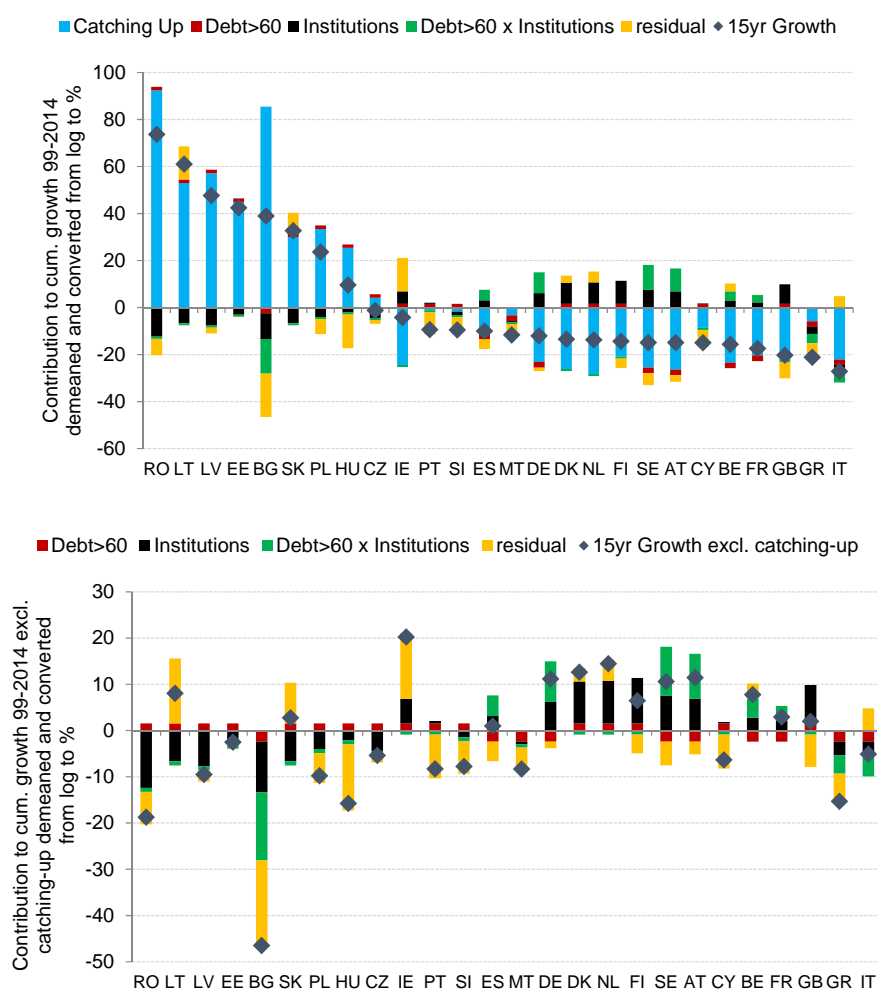 Catching Up Debt>60 Institutions Debt>60 x Institutions residual 15yr Growth
Contribution to cum. growth 99-2014
demeaned and converted from log to %
100
80
60
40
20
0
-20
-40
-60
RO LT LV EE BG SK PL HU CZ IE PT SI ES MT DE DK NL FI SE AT CY BE FR GB GR IT
Debt>60 Institutions Debt>60 x Institutions residual 15yr Growth excl. catching-up
Contribution to cum. growth 99-2014 excl.
catching-up demeaned and converted
from log to %
30
20
10
0
-10
-20
-30
-40
-50
RO LT LV EE BG SK PL HU CZ IE PT SI ES MT DE DK NL FI SE AT CY BE FR GB GR IT